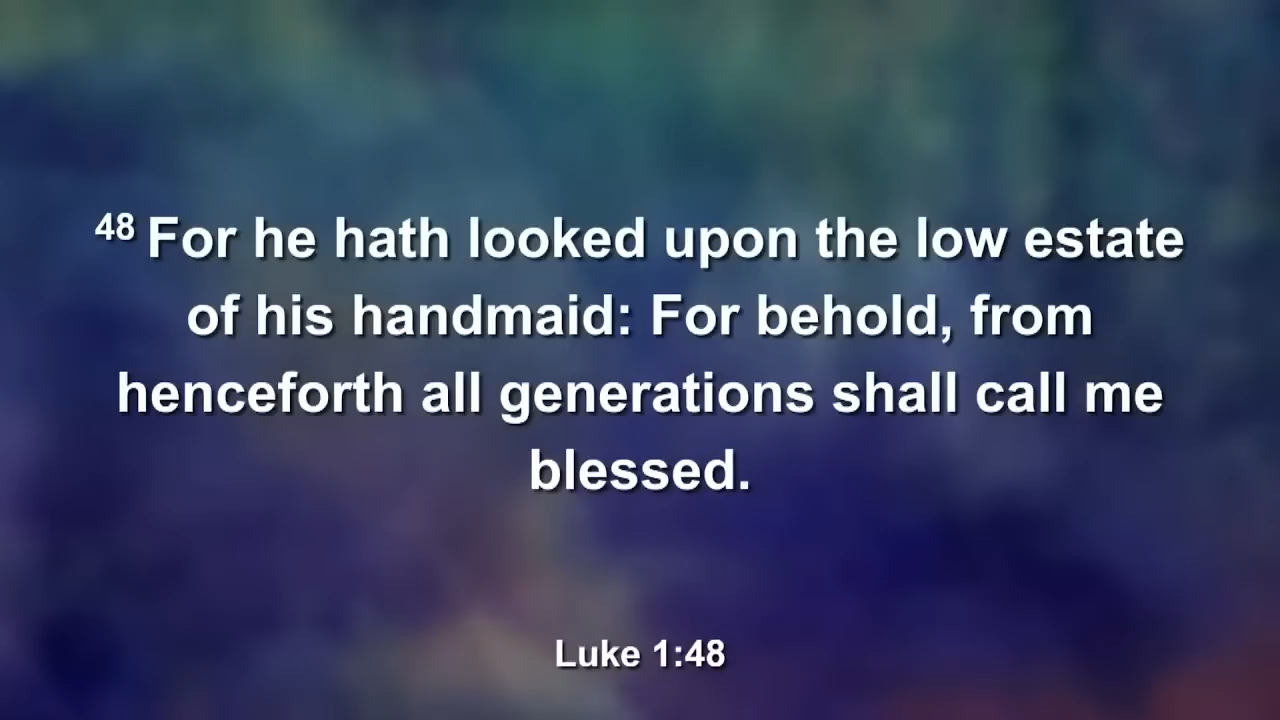 48 For he hath looked upon the low estate
of his handmaid: For behold, from
henceforth all generations shall call me
blessed.
Luke 1:48